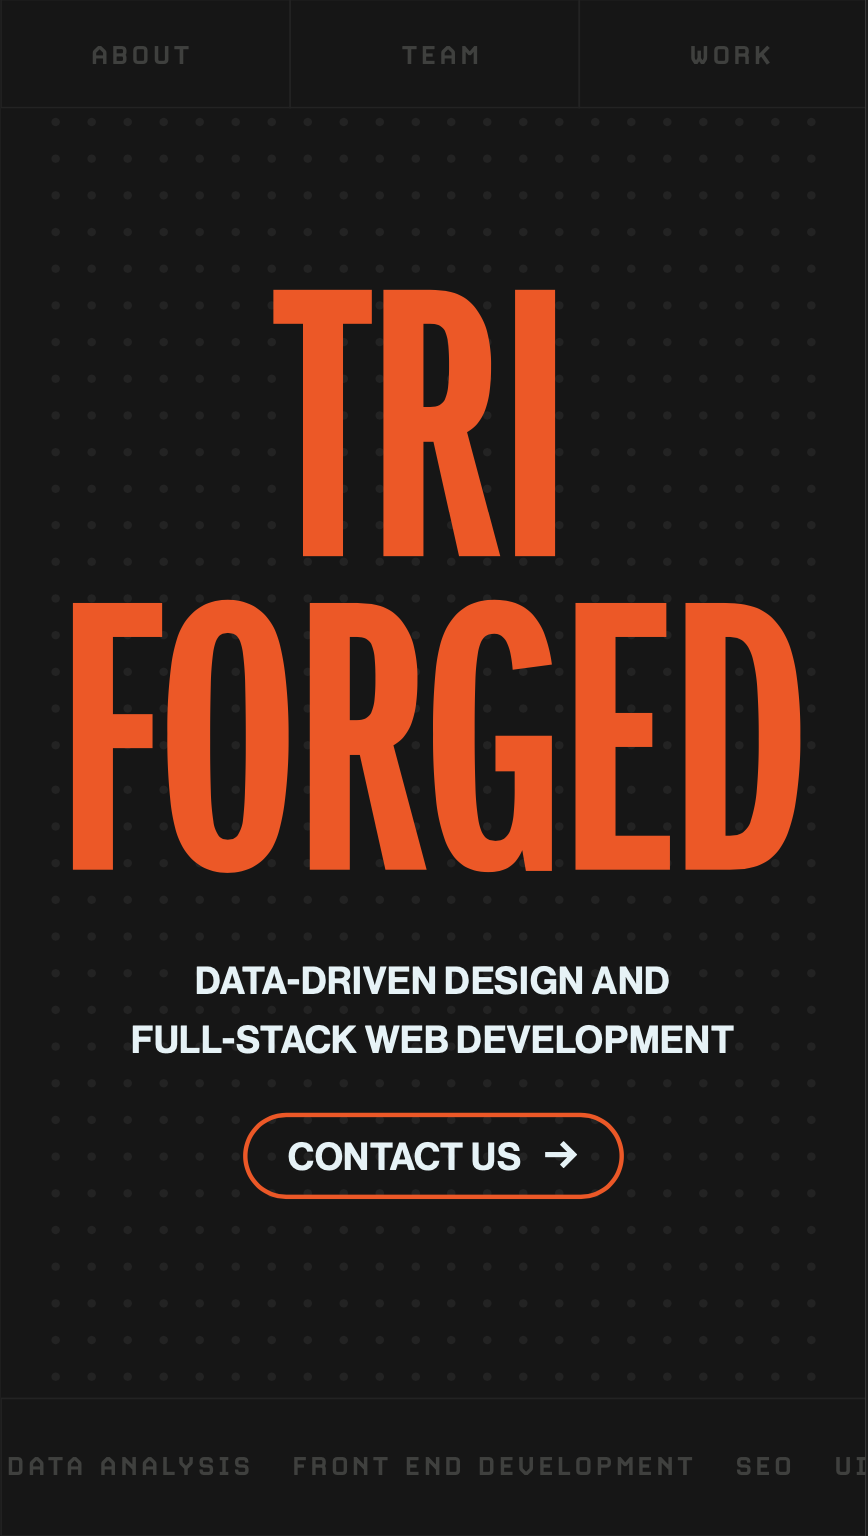 ABOUT TEAM WORK
TRI
FORGED
DATA-DRIVEN DESIGN AND
FULL-STACK WEB DEVELOPMENT
CONTACT US →
DATA ANALYSIS FRONT END DEVELOPMENT SEO UI